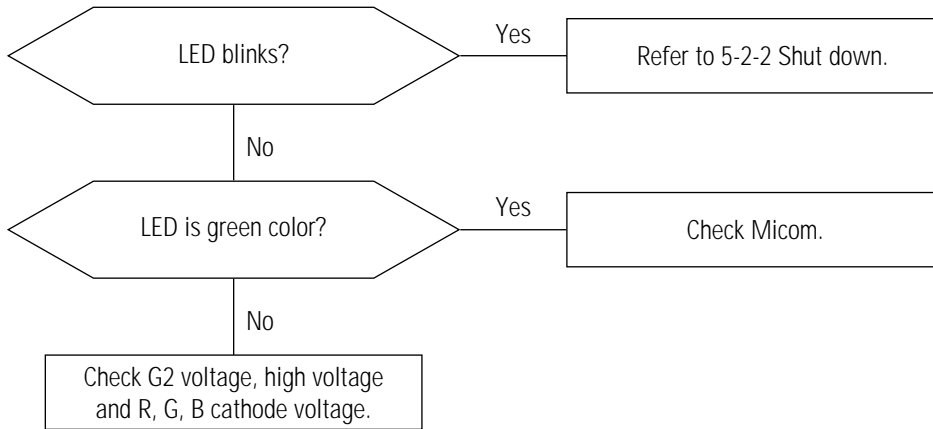 LED blinks?
Yes
Refer to 5-2-2 Shut down.
No
LED is green color?
Yes
Check Micom.
No
Check G2 voltage, high voltage
and R, G, B cathode voltage.